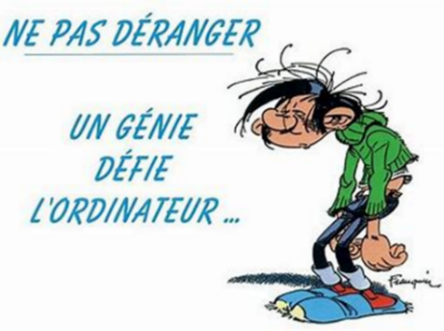 NE PAS DÉRANGER
UN GÉNIE
DÉFIE
L'ORDINATEUR ...
Franquin